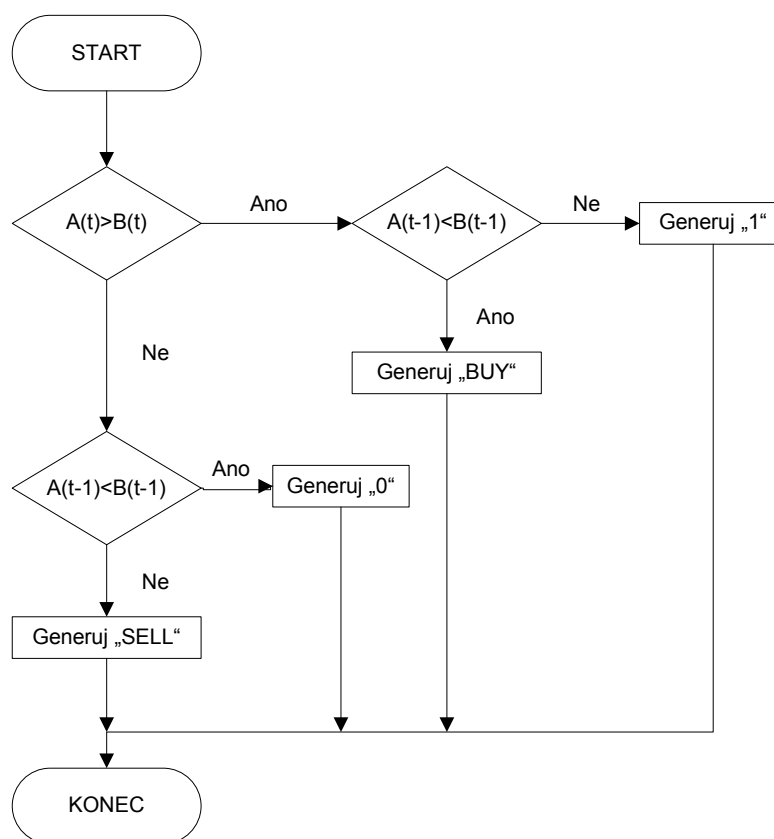 START
A(t)>B(t)
Ano
A(t-1)<B(t-1)
Ne
Generuj „1“
Ano
Generuj „BUY“
Ne
A(t-1)<B(t-1)
Ano
Generuj „0“
Ne
Generuj „SELL“
KONEC